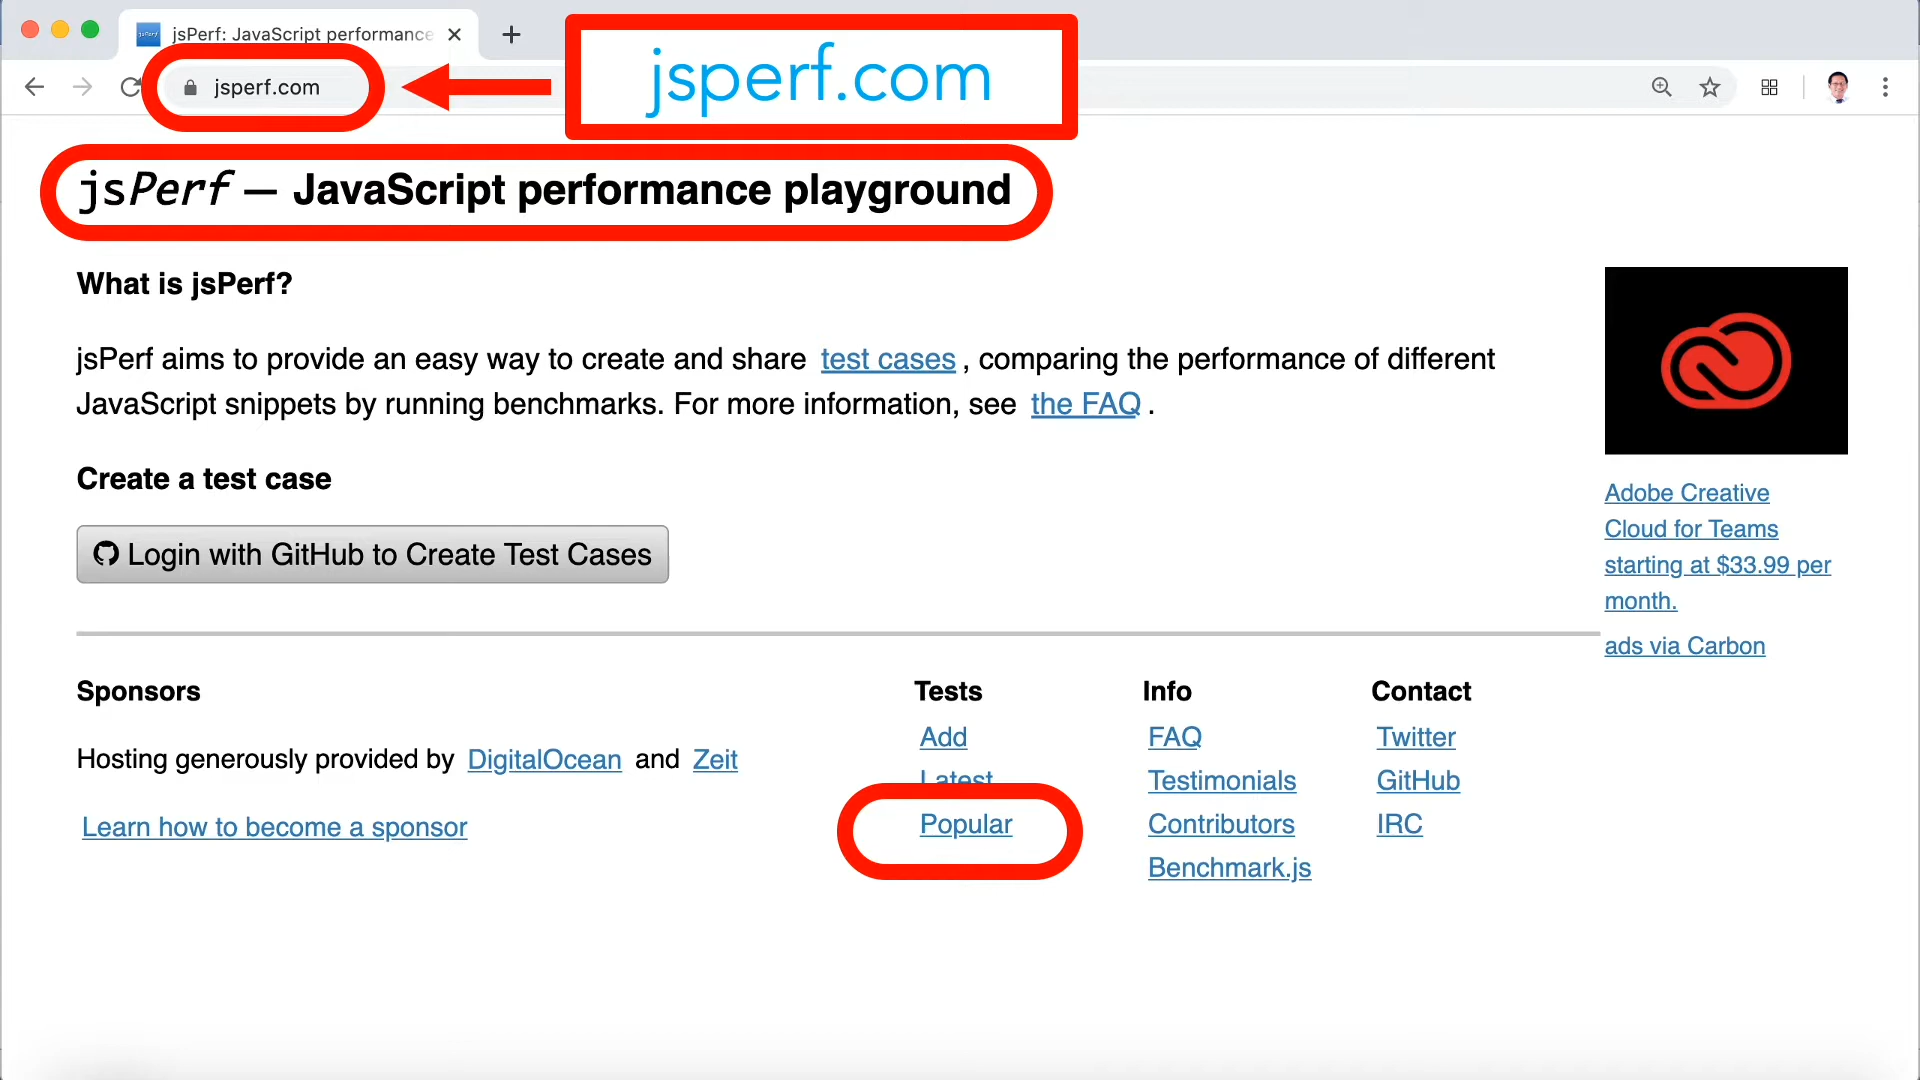 jsPerf: JavaScript performance
jsperf.com
jsperf.com
jsPerf — JavaScript performance playground
What is jsPerf?
jsPerf aims to provide an easy way to create and share test cases , comparing the performance of different
JavaScript snippets by running benchmarks. For more information, see the FAQ .
Create a test case
Login with GitHub to Create Test Cases
Adobe Creative
Cloud for Teams
starting at $33.99 per
month.
ads via Carbon
Sponsors
Hosting generously provided by DigitalOcean and Zeit
Learn how to become a sponsor
Tests
Add
Latest
Popular
Info
FAQ
Testimonials
Contributors
Benchmark.js
Contact
Twitter
GitHub
IRC